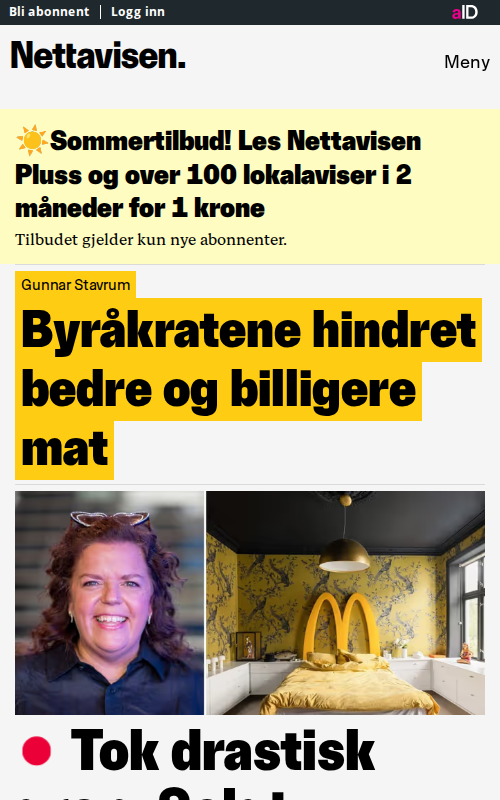 Bli abonnent | Logg inn
aID
Nettavisen.
Meny
☀️Sommertilbud! Les Nettavisen
Pluss og over 100 lokalaviser i 2
måneder for 1 krone
Tilbudet gjelder kun nye abonnenter.
Gunnar Stavrum
Byråkratene hindret
bedre og billigere
mat
Tok drastisk